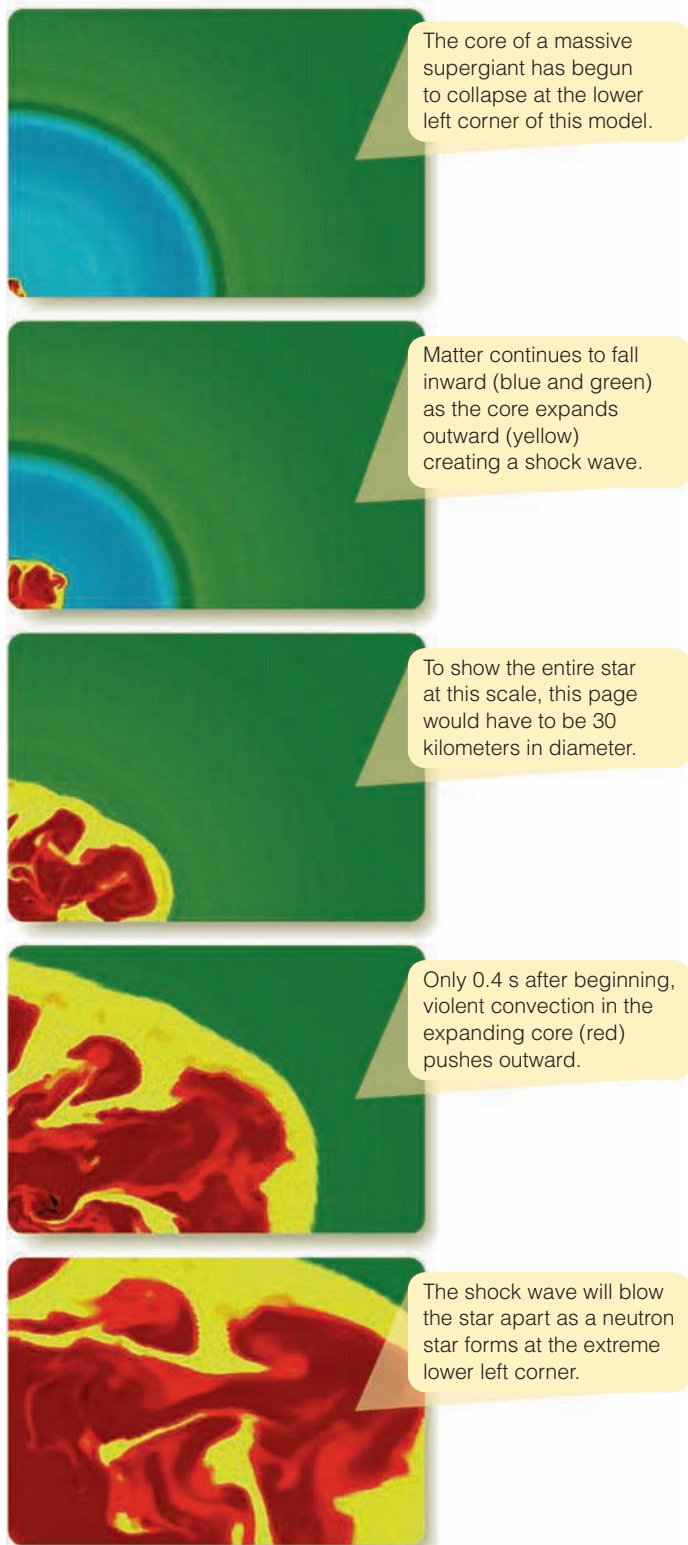 The core of a massive
supergiant has begun
to collapse at the lower
left corner of this model.
Matter continues to fall
inward (blue and green)
as the core expands
outward (yellow)
creating a shock wave.
To show the entire star
at this scale, this page
would have to be 30
kilometers in diameter.
Only 0.4 s after beginning,
violent convection in the
expanding core (red)
pushes outward.
The shock wave will blow
the star apart as a neutron
star forms at the extreme
lower left corner.